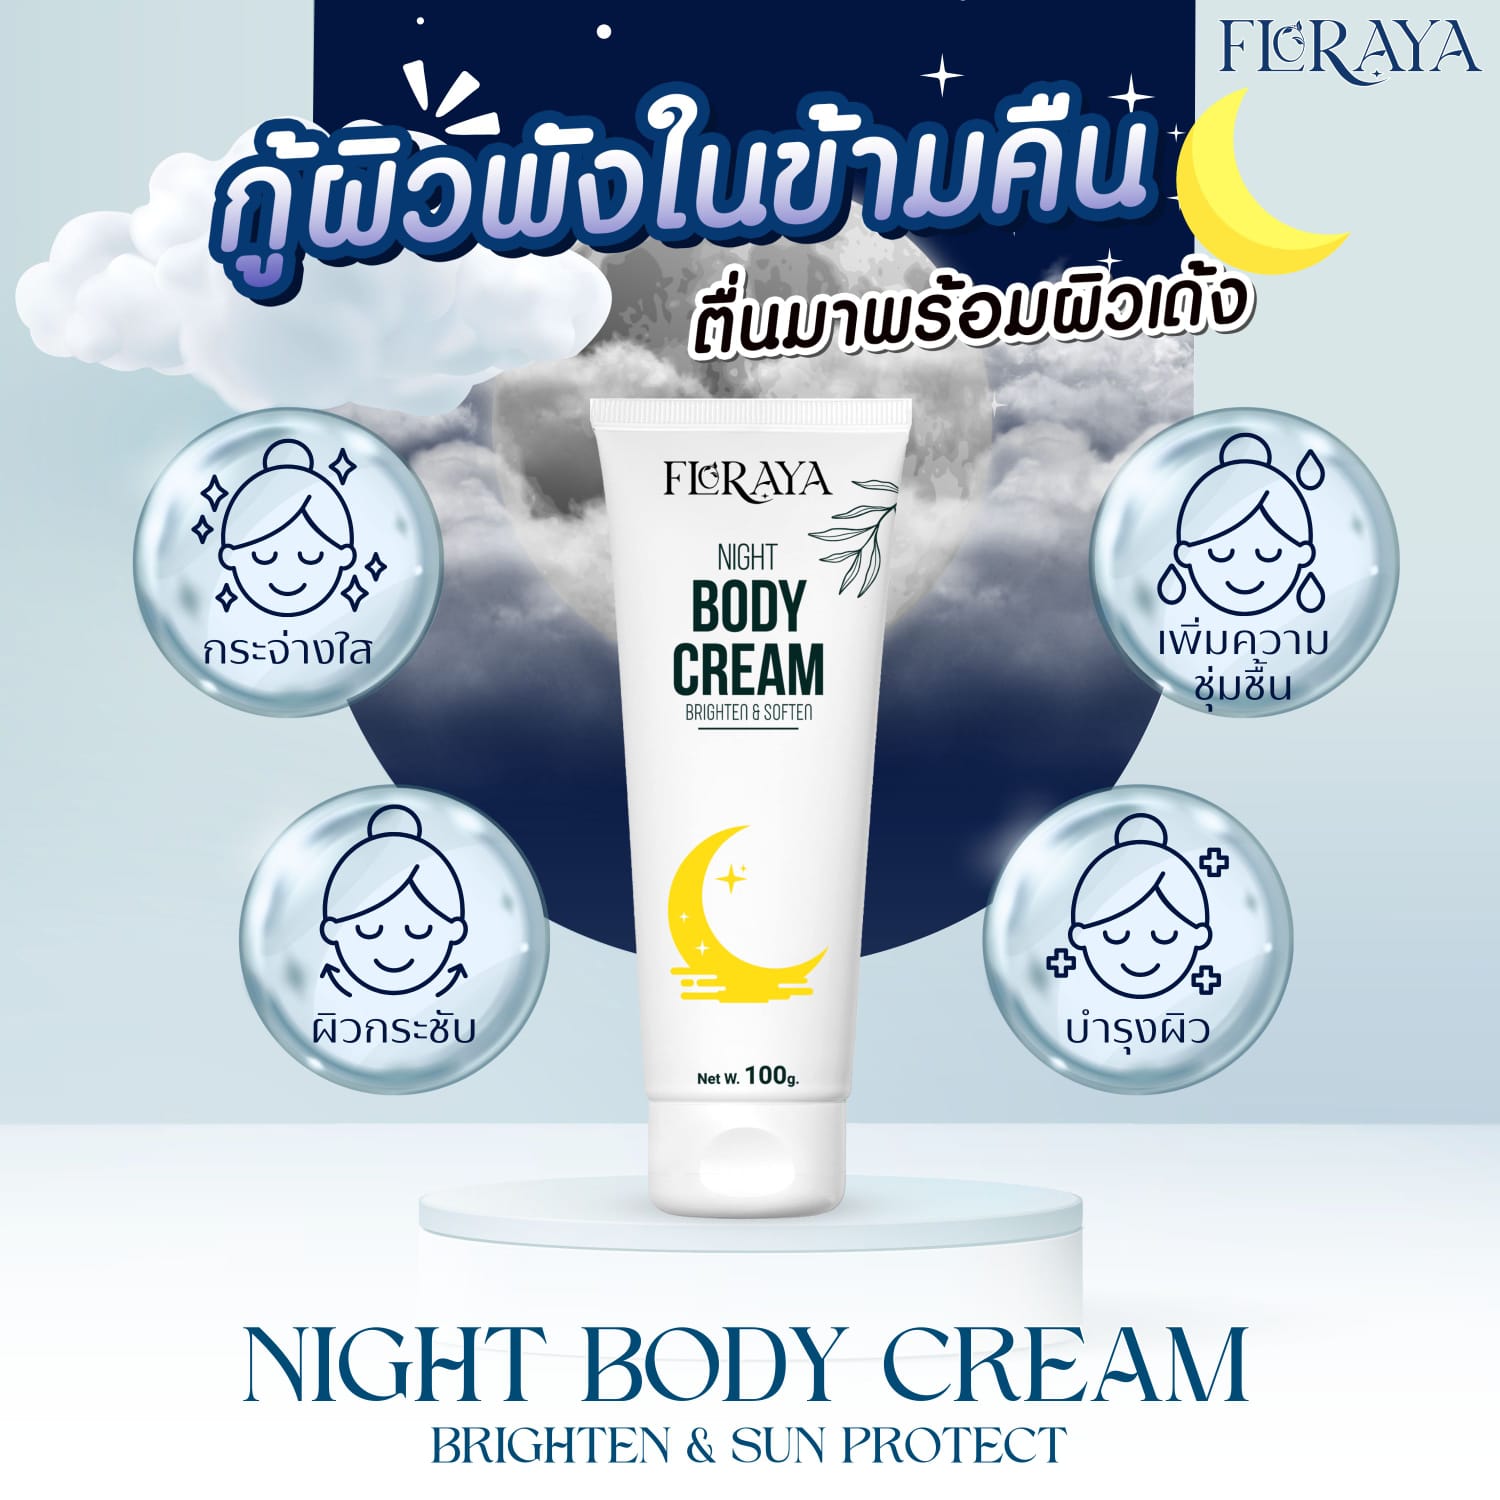 FLORAYA
กู้ผิวพังในข้ามคืน
ตื่นมาพร้อมผิวเด้ง
FLORAYA
NIGHT
BODY
CREAM
BRIGHTEN & SOFTEN
Net W. 100g.
กระจ่างใส
เพิ่มความ
ชุ่มชื้น
ผิวกระชับ
บำรุงผิว
NIGHT BODY CREAM
BRIGHTEN & SUN PROTECT